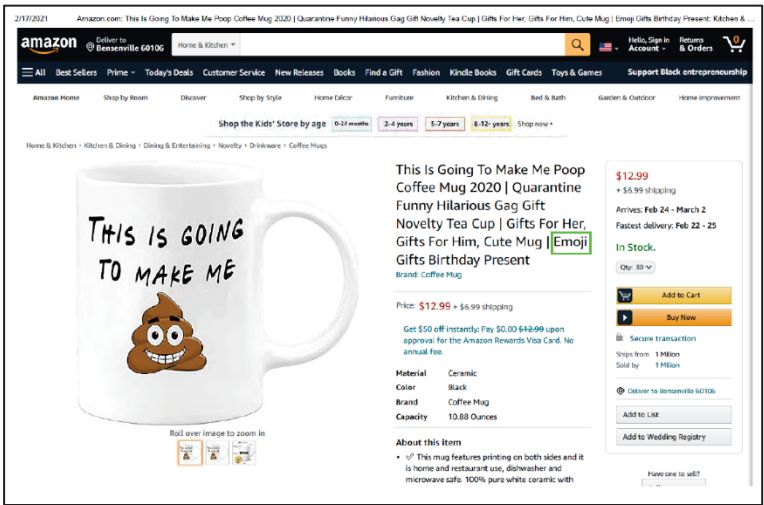 2/17/2021 Amazon.com: This Is Going To Make Me Poop Coffee Mug 2020 | Quarantine Funny Hilarious Gag Gift Novelty Tea Cup | Gifts For Her, Gifts For Him, Cute Mug | Emoji Gifts Birthday Present: Kitchen & ...
amazon
Deliver to
Bensenville 60106
Home & Kitchen
Hello, Sign in
Account
Returns
& Orders
0
All Best Sellers Prime Today's Deals Customer Service New Releases Books Find a Gift Fashion Kindle Books Gift Cards Toys & Games Support Black entrepreneurship
Amazon Home Shop by Room Discover Shop by Style Home Décor Furniture Kitchen & Dining Bed & Bath Garden & Outdoor Home Improvement
Shop the Kids' Store by age 0-24 months 2-4 years 5-7 years 8-12+ years Shop now
Home & Kitchen › Kitchen & Dining › Dining & Entertaining › Novelty › Drinkware › Coffee Mugs
THIS IS GOING
TO MAKE ME
Roll over image to zoom in
This Is Going To Make Me Poop
Coffee Mug 2020 | Quarantine
Funny Hilarious Gag Gift
Novelty Tea Cup | Gifts For Her,
Gifts For Him, Cute Mug | Emoji
Gifts Birthday Present
Brand: Coffee Mug
Price: $12.99 + $6.99 shipping
Get $50 off instantly: Pay $0.00 $12.99 upon
approval for the Amazon Rewards Visa Card. No
annual fee.
Material Ceramic
Color Black
Brand Coffee Mug
Capacity 10.88 Ounces
About this item
• ✅ This mug features printing on both sides and it
is home and restaurant use, dishwasher and
microwave safe. 100% pure white ceramic with
$12.99
+ $6.99 shipping
Arrives: Feb 24 - March 2
Fastest delivery: Feb 22 - 25
In Stock.
Qty: 30
Add to Cart
Buy Now
Secure transaction
Ships from 1 Milion
Sold by 1 Milion
Deliver to Bensenville 60106
Add to List
Add to Wedding Registry
Have one to sell?